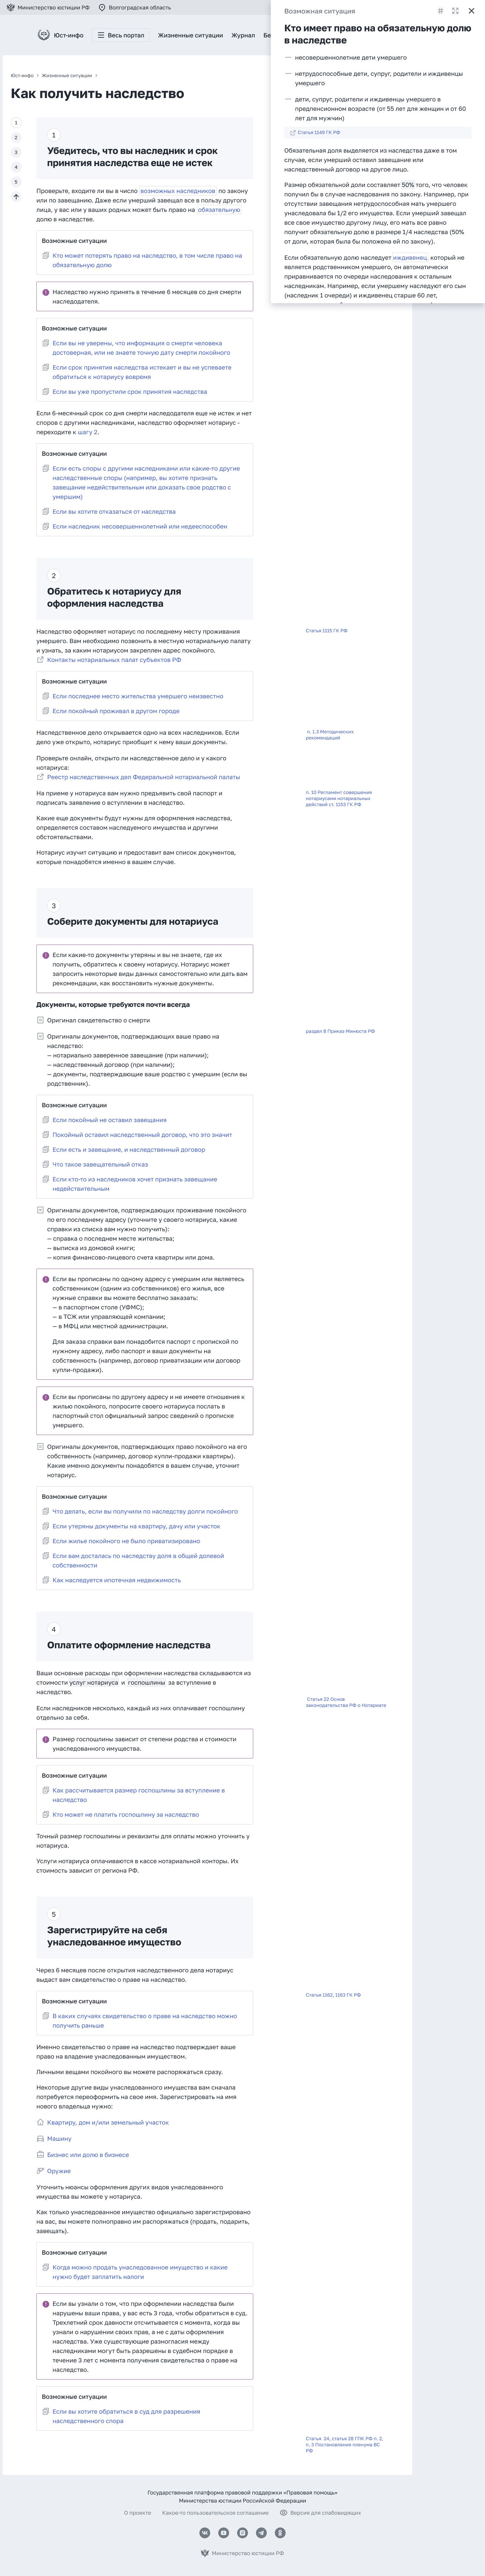 Министерство юстиции РФ
Волгоградская область
Юст-инфо
Весь портал
Жизненные ситуации
Журнал
Юст-инфо > Жизненные ситуации >
Как получить наследство
1
2
3
4
5
1
Убедитесь, что вы наследник и срок
принятия наследства еще не истек
Проверьте, входите ли вы в число возможных наследников по закону
или по завещанию. Даже если умерший завещал все в пользу другого
лица, у вас или у ваших родных может быть право на обязательную
долю в наследстве.
Возможные ситуации
Кто может потерять право на наследство, в том числе право на
обязательную долю
Наследство нужно принять в течение 6 месяцев со дня смерти
наследодателя.
Возможные ситуации
Если вы не уверены, что информация о смерти человека
достоверная, или не знаете точную дату смерти покойного
Если срок принятия наследства истекает и вы не успеваете
обратиться к нотариусу вовремя
Если вы уже пропустили срок принятия наследства
Если 6-месячный срок со дня смерти наследодателя еще не истек и нет
споров с другими наследниками, наследство оформляет нотариус -
переходите к шагу 2.
Возможные ситуации
Если есть споры с другими наследниками или какие-то другие
наследственные споры (например, вы хотите признать
завещание недействительным или доказать свое родство с
умершим)
Если вы хотите отказаться от наследства
Если наследник несовершеннолетний или недееспособен
2
Обратитесь к нотариусу для
оформления наследства
Наследство оформляет нотариус по последнему месту проживания
умершего. Вам необходимо позвонить в местную нотариальную палату
и узнать, за каким нотариусом закреплен адрес покойного.
Контакты нотариальных палат субъектов РФ
Статья 1115 ГК РФ
Возможные ситуации
Если последнее место жительства умершего неизвестно
Если покойный проживал в другом городе
Наследственное дело открывается одно на всех наследников. Если
дело уже открыто, нотариус приобщит к нему ваши документы.
п. 1.3 Методических
рекомендаций
Проверьте онлайн, открыто ли наследственное дело и у какого
нотариуса:
Реестр наследственных дел Федеральной нотариальной палаты
На приеме у нотариуса вам нужно предъявить свой паспорт и
подписать заявление о вступлении в наследство.
п. 10 Регламент совершения
нотариусами нотариальных
действий ст. 1153 ГК РФ
Какие еще документы будут нужны для оформления наследства,
определяется составом наследуемого имущества и другими
обстоятельствами.
Нотариус изучит ситуацию и предоставит вам список документов,
которые понадобятся именно в вашем случае.
3
Соберите документы для нотариуса
Если какие-то документы утеряны и вы не знаете, где их
получить, обратитесь к своему нотариусу. Нотариус может
запросить некоторые виды данных самостоятельно или дать вам
рекомендации, как восстановить нужные документы.
Документы, которые требуются почти всегда
Оригинал свидетельство о смерти
раздел 9 Приказ Минюста РФ
Оригиналы документов, подтверждающих ваше право на
наследство:
— нотариально заверенное завещание (при наличии);
— наследственный договор (при наличии);
— документы, подтверждающие ваше родство с умершим (если вы
родственник).
Возможные ситуации
Если покойный не оставил завещания
Покойный оставил наследственный договор, что это значит
Если есть и завещание, и наследственный договор
Что такое завещательный отказ
Если кто-то из наследников хочет признать завещание
недействительным
Оригиналы документов, подтверждающих проживание покойного
по его последнему адресу (уточните у своего нотариуса, какие
справки из списка вам нужно получить):
— справка о последнем месте жительства;
— выписка из домовой книги;
— копия финансово-лицевого счета квартиры или дома.
Если вы прописаны по одному адресу с умершим или являетесь
собственником (одним из собственников) его жилья, все
нужные справки вы можете бесплатно заказать:
— в паспортном столе (УФМС);
— в ТСЖ или управляющей компании;
— в МФЦ или местной администрации.
Для заказа справки вам понадобится паспорт с пропиской по
нужному адресу, либо паспорт и ваши документы на
собственность (например, договор приватизации или договор
купли-продажи).
Если вы прописаны по другому адресу и не имеете отношения к
жилью покойного, попросите своего нотариуса послать в
паспортный стол официальный запрос сведений о прописке
умершего.
Оригиналы документов, подтверждающих право покойного на его
собственность (например, договор купли-продажи квартиры).
Какие именно документы понадобятся в вашем случае, уточнит
нотариус.
Возможные ситуации
Что делать, если вы получили по наследству долги покойного
Если утеряны документы на квартиру, дачу или участок
Если жилье покойного не было приватизировано
Если вам досталась по наследству доля в общей долевой
собственности
Как наследуется ипотечная недвижимость
4
Оплатите оформление наследства
Ваши основные расходы при оформлении наследства складываются из
стоимости услуг нотариуса и госпошлины за вступление в
наследство.
Статья 22 Основ
законодательства РФ о Нотариате
Если наследников несколько, каждый из них оплачивает госпошлину
отдельно за себя.
Размер госпошлины зависит от степени родства и стоимости
унаследованного имущества.
Возможные ситуации
Как рассчитывается размер госпошлины за вступление в
наследство
Кто может не платить госпошлину за наследство
Точный размер госпошлины и реквизиты для оплаты можно уточнить у
нотариуса.
Услуги нотариуса оплачиваются в кассе нотариальной конторы. Их
стоимость зависит от региона РФ.
5
Зарегистрируйте на себя
унаследованное имущество
Через 6 месяцев после открытия наследственного дела нотариус
выдаст вам свидетельство о праве на наследство.
Возможные ситуации
Статья 1162, 1163 ГК РФ
В каких случаях свидетельство о праве на наследство можно
получить раньше
Именно свидетельство о праве на наследство подтверждает ваше
право на владение унаследованным имуществом.
Личными вещами покойного вы можете распоряжаться сразу.
Некоторые другие виды унаследованного имущества вам сначала
потребуется переоформить на свое имя. Зарегистрировать на имя
нового владельца нужно:
Квартиру, дом и/или земельный участок
Машину
Бизнес или долю в бизнесе
Оружие
Уточнить нюансы оформления других видов унаследованного
имущества вы можете у нотариуса.
Как только унаследованное имущество официально зарегистрировано
на вас, вы можете полноправно им распоряжаться (продать, подарить,
завещать).
Возможные ситуации
Когда можно продать унаследованное имущество и какие
нужно будет заплатить налоги
Если вы узнали о том, что при оформлении наследства были
нарушены ваши права, у вас есть 3 года, чтобы обратиться в суд.
Трехлетний срок давности отсчитывается с момента, когда вы
узнали о нарушении своих прав, а не с даты оформления
наследства. Уже существующие разногласия между
наследниками могут быть разрешены в судебном порядке в
течение 3 лет с момента получения свидетельства о праве на
наследство.
Возможные ситуации
Если вы хотите обратиться в суд для разрешения
наследственного спора
Статья 24, статья 28 ГПК РФ п. 2,
п. 3 Постановления пленума ВС
РФ
Возможная ситуация
Кто имеет право на обязательную долю
в наследстве
— несовершеннолетние дети умершего
— нетрудоспособные дети, супруг, родители и иждивенцы
умершего
— дети, супруг, родители и иждивенцы умершего в
предпенсионном возрасте (от 55 лет для женщин и от 60
лет для мужчин)
Статья 1149 ГК РФ
Обязательная доля выделяется из наследства даже в том
случае, если умерший оставил завещание или
наследственный договор на другое лицо.
Размер обязательной доли составляет 50% того, что человек
получил бы в случае наследования по закону. Например, при
отсутствии завещания нетрудоспособная мать умершего
унаследовала бы 1/2 его имущества. Если умерший завещал
все свое имущество другому лицу, его мать все равно
получит обязательную долю в размере 1/4 наследства (50%
от доли, которая была бы положена ей по закону).
Если обязательную долю наследует иждивенец, который не
является родственником умершего, он автоматически
приравнивается по очереди наследования к остальным
наследникам. Например, если умершему наследуют его сын
(наследник 1 очереди) и иждивенец старше 60 лет,
Государственная платформа правовой поддержки «Правовая помощь»
Министерства юстиции Российской Федерации
О проекте
Какое-то пользовательское соглашение
Версия для слабовидящих
Министерство юстиции РФ